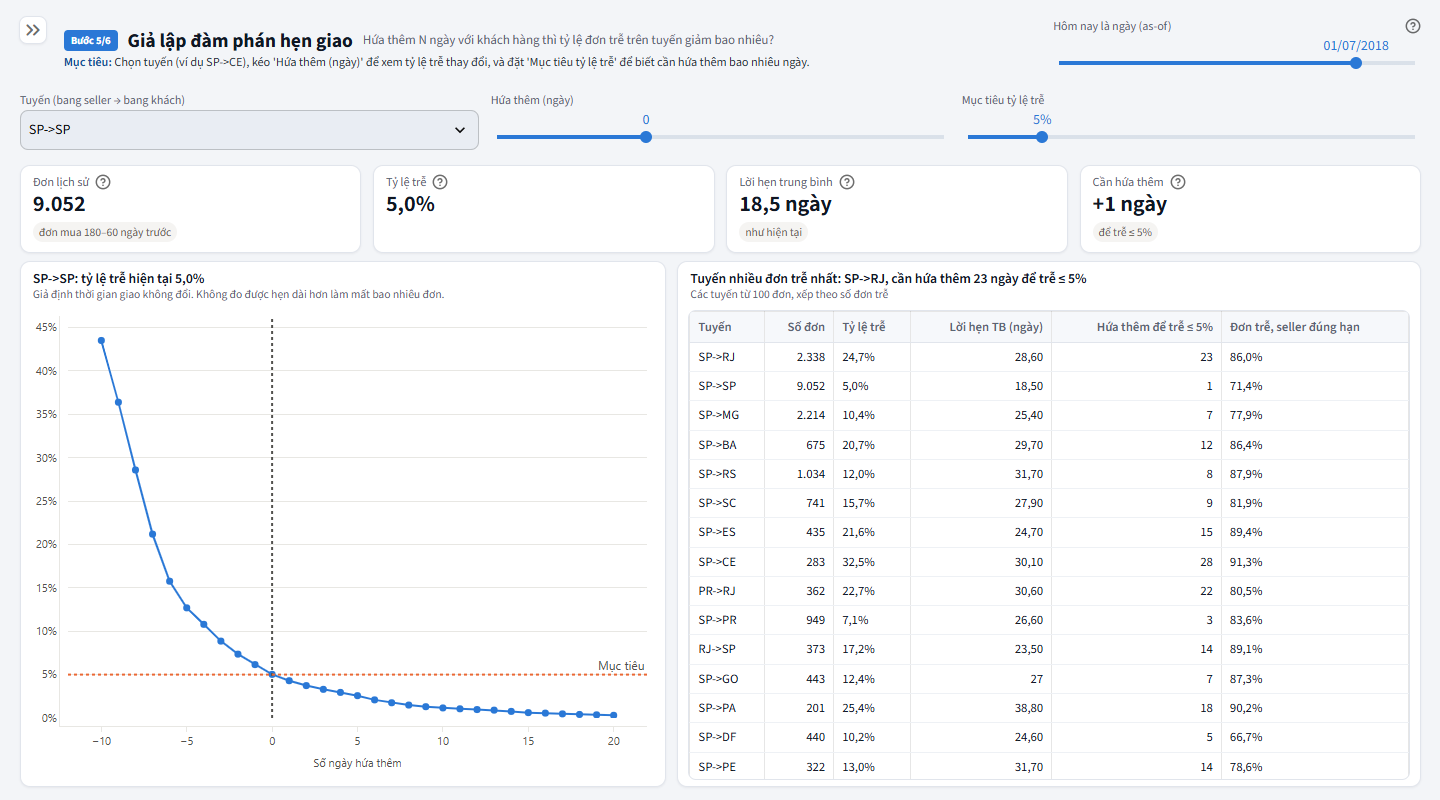 Bước 5/6 Giả lập đàm phán hẹn giao Hứa thêm N ngày với khách hàng thì tỷ lệ đơn trễ trên tuyến giảm bao nhiêu?
Mục tiêu: Chọn tuyến (ví dụ SP->CE), kéo 'Hứa thêm (ngày)' để xem tỷ lệ trễ thay đổi, và đặt 'Mục tiêu tỷ lệ trễ' để biết cần hứa thêm bao nhiêu ngày.
Hôm nay là ngày (as-of)
01/07/2018
Tuyến (bang seller → bang khách)
SP->SP
Hứa thêm (ngày)
0
Mục tiêu tỷ lệ trễ
5%
Đơn lịch sử
9.052
đơn mua 180–60 ngày trước
Tỷ lệ trễ
5,0%
Lời hẹn trung bình
18,5 ngày
như hiện tại
Cần hứa thêm
+1 ngày
để trễ ≤ 5%
SP->SP: tỷ lệ trễ hiện tại 5,0%
Giả định thời gian giao không đổi. Không đo được hẹn dài hơn làm mất bao nhiêu đơn.
45%
40%
35%
30%
25%
20%
15%
10%
5%
0%
Mục tiêu
−10 −5 0 5 10 15 20
Số ngày hứa thêm
Tuyến nhiều đơn trễ nhất: SP->RJ, cần hứa thêm 23 ngày để trễ ≤ 5%
Các tuyến từ 100 đơn, xếp theo số đơn trễ
Tuyến Số đơn Tỷ lệ trễ Lời hẹn TB (ngày) Hứa thêm để trễ ≤ 5% Đơn trễ, seller đúng hạn
SP->RJ 2.338 24,7% 28,60 23 86,0%
SP->SP 9.052 5,0% 18,50 1 71,4%
SP->MG 2.214 10,4% 25,40 7 77,9%
SP->BA 675 20,7% 29,70 12 86,4%
SP->RS 1.034 12,0% 31,70 8 87,9%
SP->SC 741 15,7% 27,90 9 81,9%
SP->ES 435 21,6% 24,70 15 89,4%
SP->CE 283 32,5% 30,10 28 91,3%
PR->RJ 362 22,7% 30,60 22 80,5%
SP->PR 949 7,1% 26,60 3 83,6%
RJ->SP 373 17,2% 23,50 14 89,1%
SP->GO 443 12,4% 27 7 87,3%
SP->PA 201 25,4% 38,80 18 90,2%
SP->DF 440 10,2% 24,60 5 66,7%
SP->PE 322 13,0% 31,70 14 78,6%